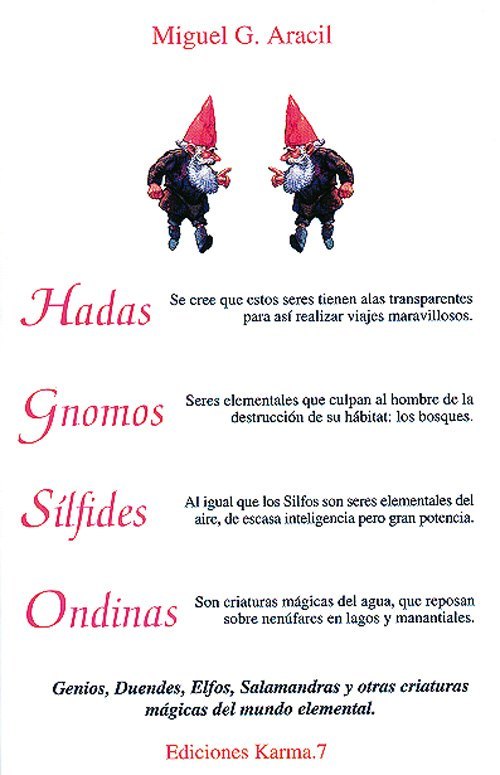 Miguel G. Aracil
Hadas
Se cree que estos seres tienen alas transparentes
para así realizar viajes maravillosos.
Gnomos
Seres elementales que culpan al hombre de la
destrucción de su hábitat: los bosques.
Sílfides
Al igual que los Silfos son seres elementales del
aire, de escasa inteligencia pero gran potencia.
Ondinas
Son criaturas mágicas del agua, que reposan
sobre nenúfares en lagos y manantiales.
Genios, Duendes, Elfos, Salamandras y otras criaturas
mágicas del mundo elemental.
Ediciones Karma.7